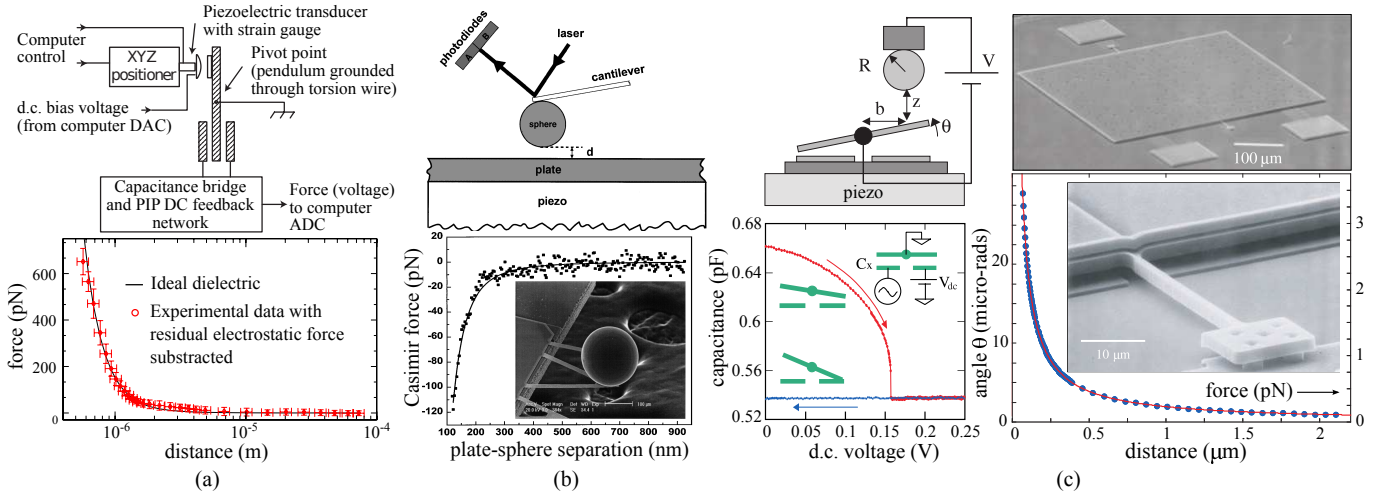 Piezoelectric transducer
with strain gauge
Computer
control
XYZ
positioner
Pivot point
(pendulum grounded
through torsion wire)
d.c. bias voltage
(from computer DAC)
Capacitance bridge
and PIP DC feedback
network
Force (voltage)
to computer
ADC
600
400
200
0
force (pN)
Ideal dielectric
Experimental data with
residual electrostatic force
substracted
10⁻⁶
10⁻⁵
10⁻⁴
distance (m)
(a)
photodiodes
A
B
laser
cantilever
sphere
d
plate
piezo
20
0
-20
-40
-60
-80
-100
-120
Casimir force (pN)
100 µm
100 200 300 400 500 600 700 800 900
plate-sphere separation (nm)
(b)
R
V
b
z
θ
piezo
0.68
0.64
0.6
0.56
0.52
capacitance (pF)
Cx
Vdc
0 0.05 0.10 0.15 0.20 0.25
d.c. voltage (V)
100 µm
30
20
10
0
angle θ (micro-rads)
10 µm
3
2
1
0
force (pN)
0 0.5 1 1.5 2
distance (µm)
(c)